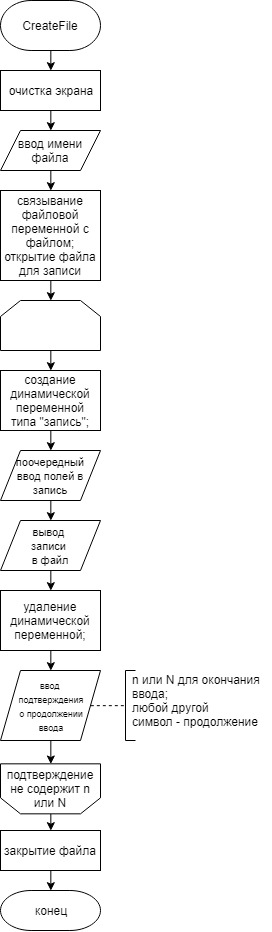 CreateFile
очистка экрана
ввод имени
файла
связывание
файловой
переменной с
файлом;
открытие файла
для записи
создание
динамической
переменной
типа "запись";
поочередный
ввод полей в
запись
вывод
записи
в файл
удаление
динамической
переменной;
ввод
подтверждения
о продолжении
ввода
n или N для окончания
ввода;
любой другой
символ - продолжение
подтверждение
не содержит n
или N
закрытие файла
конец